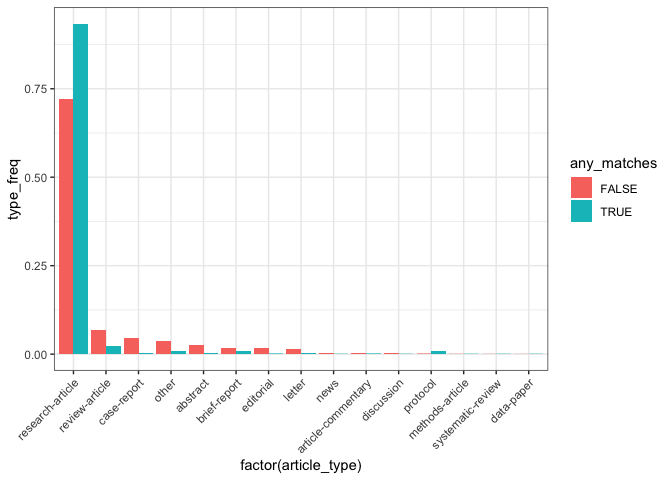 0.75
0.50
0.25
0.00
type_freq
research-article
review-article
case-report
other
abstract
brief-report
editorial
letter
news
article-commentary
discussion
protocol
methods-article
systematic-review
data-paper
factor(article_type)
any_matches
FALSE
TRUE